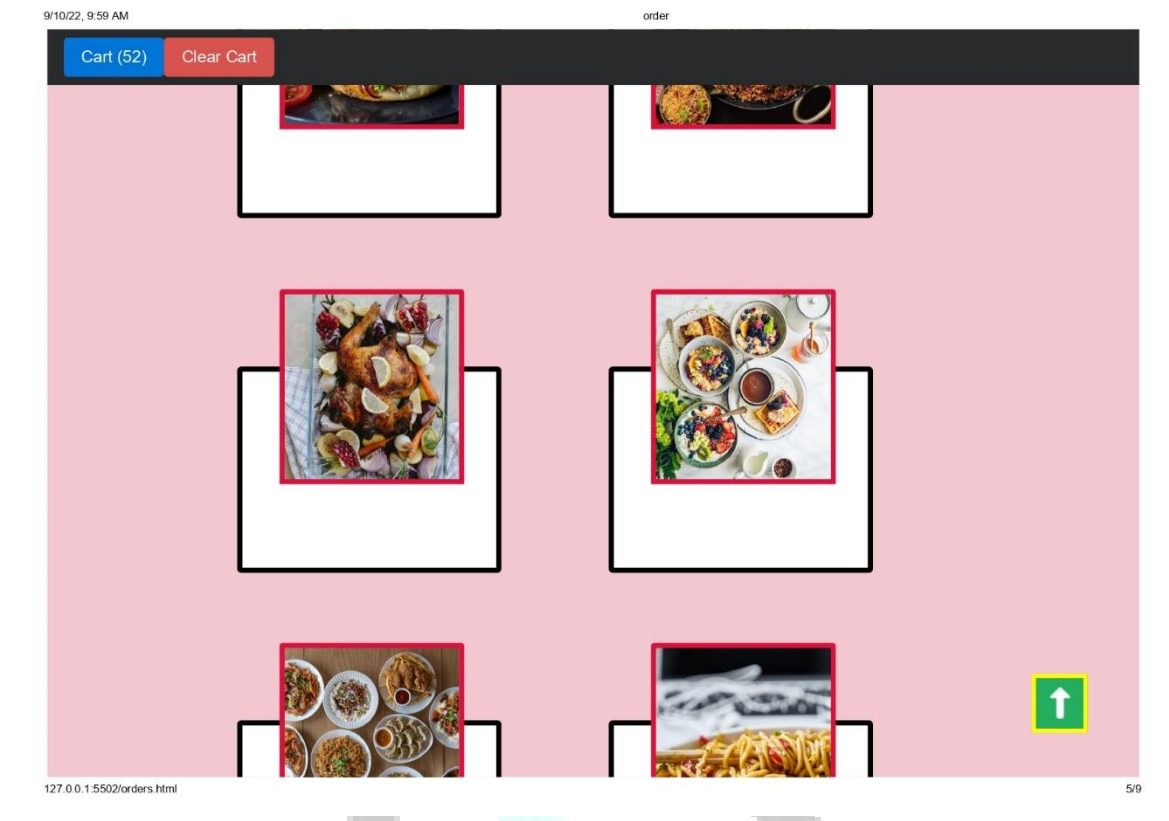 9/10/22, 9:59 AM order
Cart (52) Clear Cart
127.0.0.1:5502/orders.html 5/9